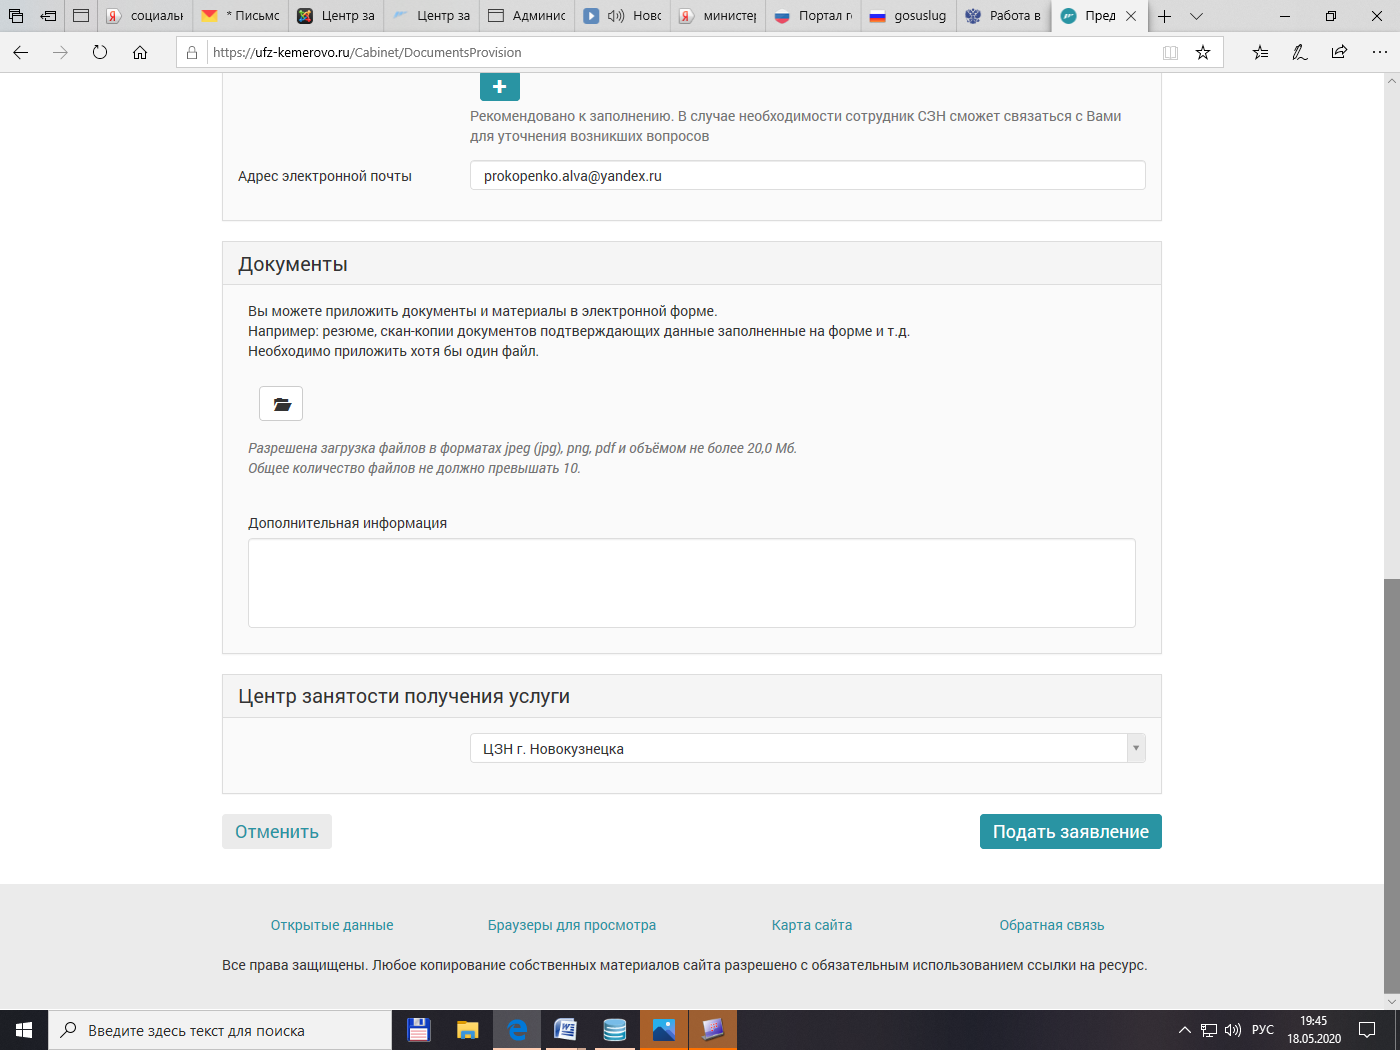 социаль
* Письмо
Центр за
Центр за
Админис
Новс
министер
Портал г
gosuslug
Работа в
Пред
https://ufz-kemerovo.ru/Cabinet/DocumentsProvision
Рекомендовано к заполнению. В случае необходимости сотрудник СЗН сможет связаться с Вами
для уточнения возникших вопросов
Адрес электронной почты
prokopenko.alva@yandex.ru
Документы
Вы можете приложить документы и материалы в электронной форме.
Например: резюме, скан-копии документов подтверждающих данные заполненные на форме и т.д.
Необходимо приложить хотя бы один файл.
Разрешена загрузка файлов в форматах jpeg (jpg), png, pdf и объёмом не более 20,0 Мб.
Общее количество файлов не должно превышать 10.
Дополнительная информация
Центр занятости получения услуги
ЦЗН г. Новокузнецка
Отменить
Подать заявление
Открытые данные
Браузеры для просмотра
Карта сайта
Обратная связь
Все права защищены. Любое копирование собственных материалов сайта разрешено с обязательным использованием ссылки на ресурс.
Введите здесь текст для поиска
РУС
19:45
18.05.2020